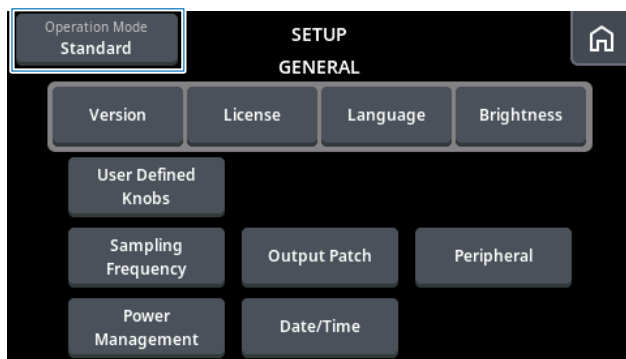 Operation Mode
Standard
SETUP
GENERAL
Version
License
Language
Brightness
User Defined
Knobs
Sampling
Frequency
Output Patch
Peripheral
Power
Management
Date/Time